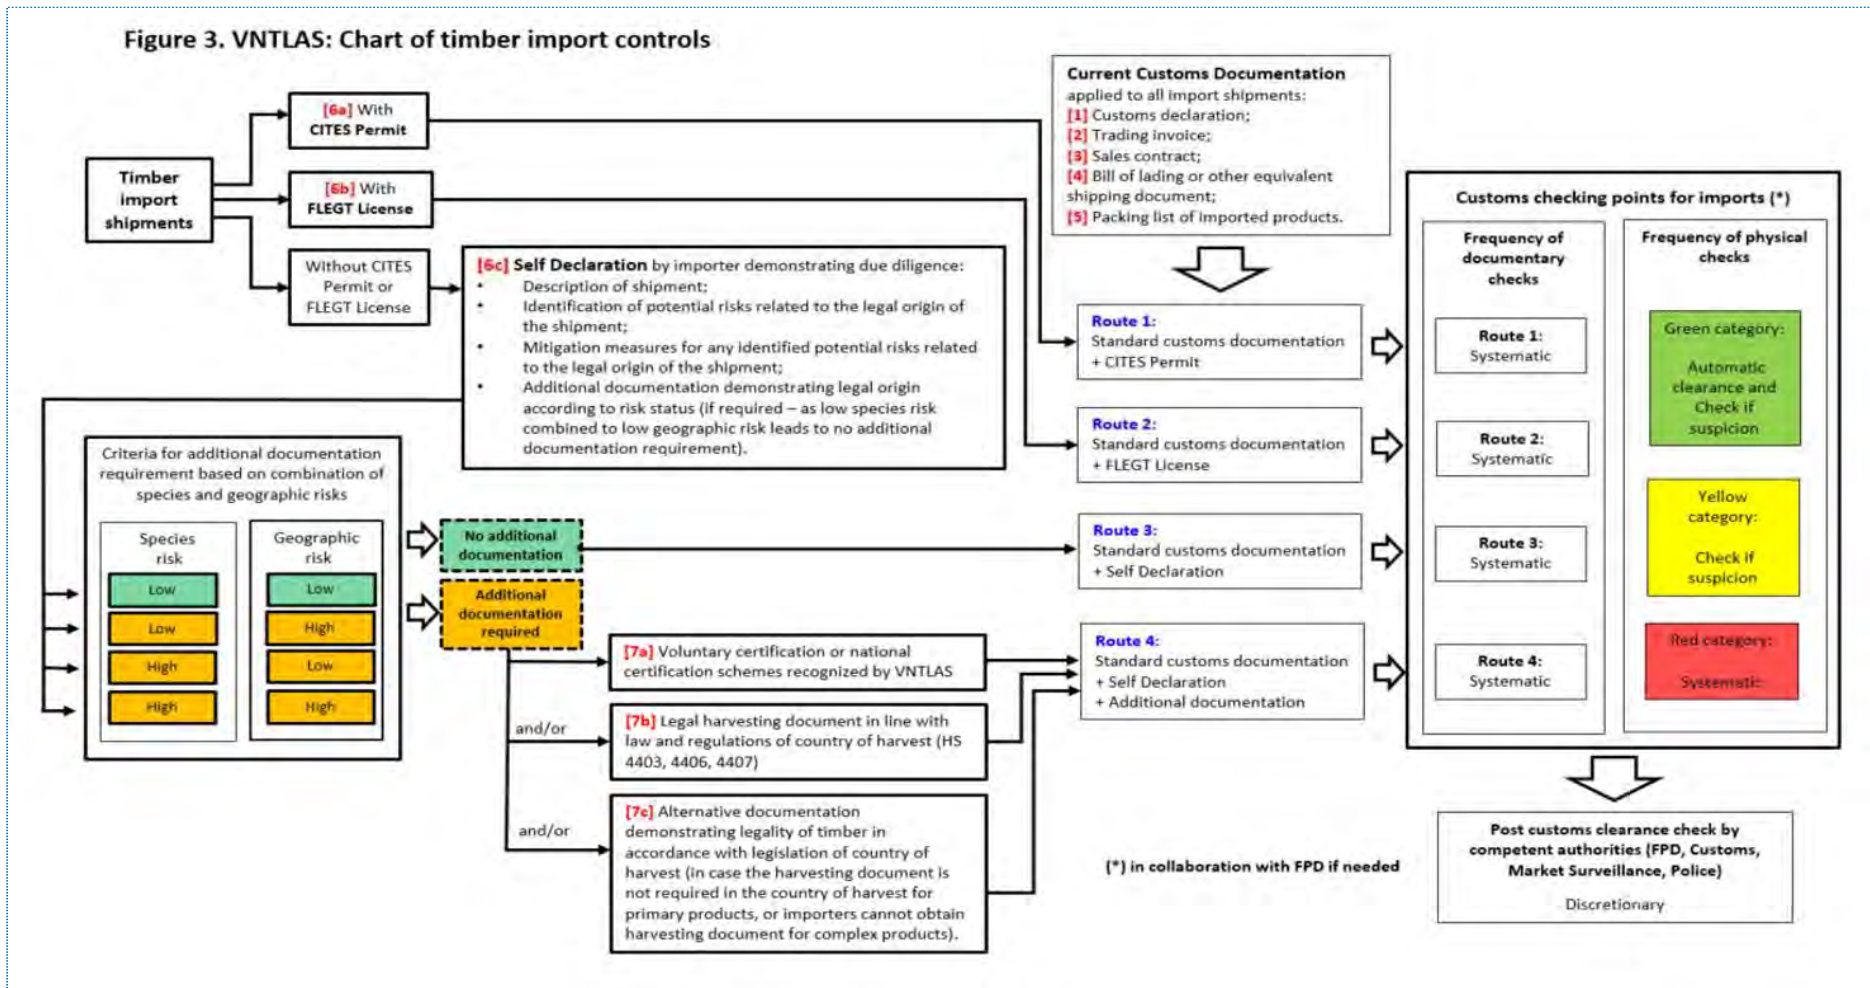 Figure 3. VNTLAS: Chart of timber import controls
Timber
import
shipments
[6a] With
CITES Permit
[6b] With
FLEGT License
Without CITES
Permit or
FLEGT License
[6c] Self Declaration by importer demonstrating due diligence:
• Description of shipment;
• Identification of potential risks related to the legal origin of
the shipment;
• Mitigation measures for any identified potential risks related
to the legal origin of the shipment;
• Additional documentation demonstrating legal origin
according to risk status (if required – as low species risk
combined to low geographic risk leads to no additional
documentation requirement).
Criteria for additional documentation
requirement based on combination of
species and geographic risks
Species
risk
Low
Low
High
High
Geographic
risk
Low
High
Low
High
No additional
documentation
Additional
documentation
required
[7a] Voluntary certification or national
certification schemes recognized by VNTLAS
and/or
[7b] Legal harvesting document in line with
law and regulations of country of harvest (HS
4403, 4406, 4407)
and/or
[7c] Alternative documentation
demonstrating legality of timber in
accordance with legislation of country of
harvest (in case the harvesting document is
not required in the country of harvest for
primary products, or importers cannot obtain
harvesting document for complex products).
Current Customs Documentation
applied to all import shipments:
[1] Customs declaration;
[2] Trading invoice;
[3] Sales contract;
[4] Bill of lading or other equivalent
shipping document;
[5] Packing list of imported products.
Route 1:
Standard customs documentation
+ CITES Permit
Route 2:
Standard customs documentation
+ FLEGT License
Route 3:
Standard customs documentation
+ Self Declaration
Route 4:
Standard customs documentation
+ Self Declaration
+ Additional documentation
Customs checking points for imports (*)
Frequency of
documentary
checks
Route 1:
Systematic
Route 2:
Systematic
Route 3:
Systematic
Route 4:
Systematic
Frequency of physical
checks
Green category:
Automatic
clearance and
Check if
suspicion
Yellow
category:
Check if
suspicion
Red category:
Systematic
(*) in collaboration with FPD if needed
Post customs clearance check by
competent authorities (FPD, Customs,
Market Surveillance, Police)
Discretionary